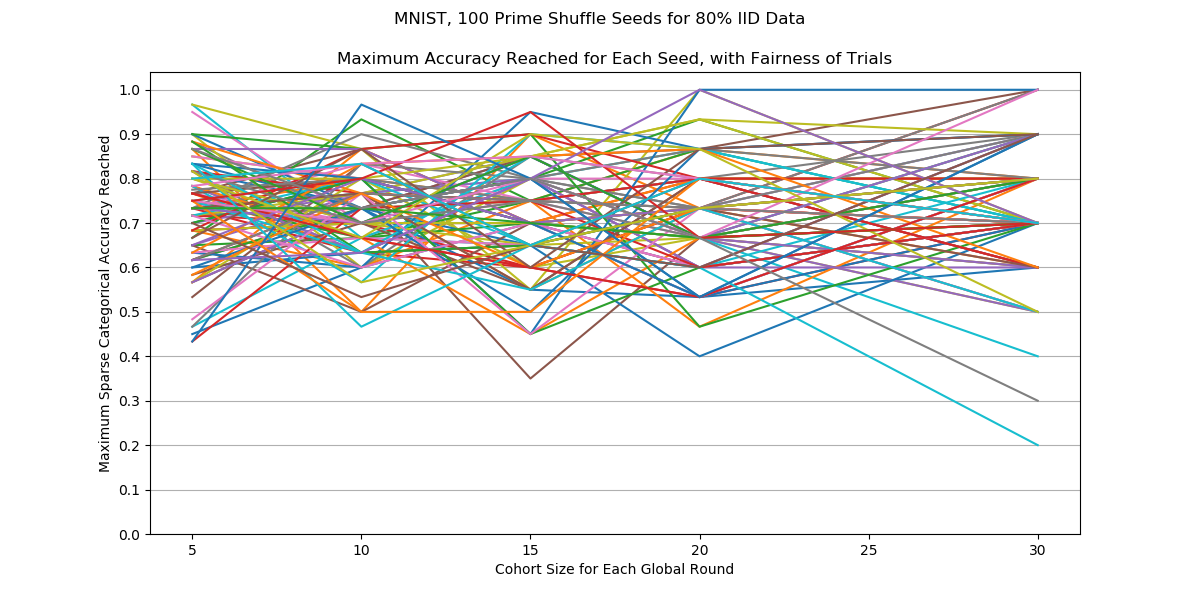 MNIST, 100 Prime Shuffle Seeds for 80% IID Data
Maximum Accuracy Reached for Each Seed, with Fairness of Trials
Maximum Sparse Categorical Accuracy Reached
1.0
0.9
0.8
0.7
0.6
0.5
0.4
0.3
0.2
0.1
0.0
5 10 15 20 25 30
Cohort Size for Each Global Round